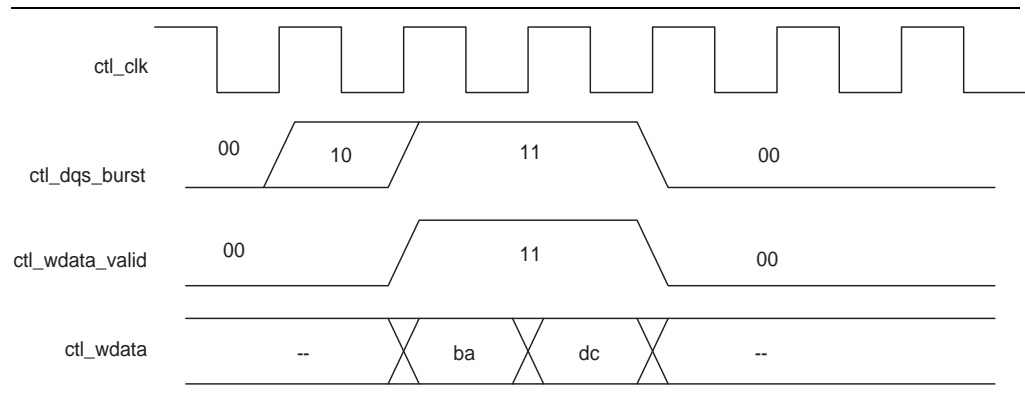 ctl_clk
ctl_dqs_burst 00 10 11 00
ctl_wdata_valid 00 11 00
ctl_wdata -- ba dc --